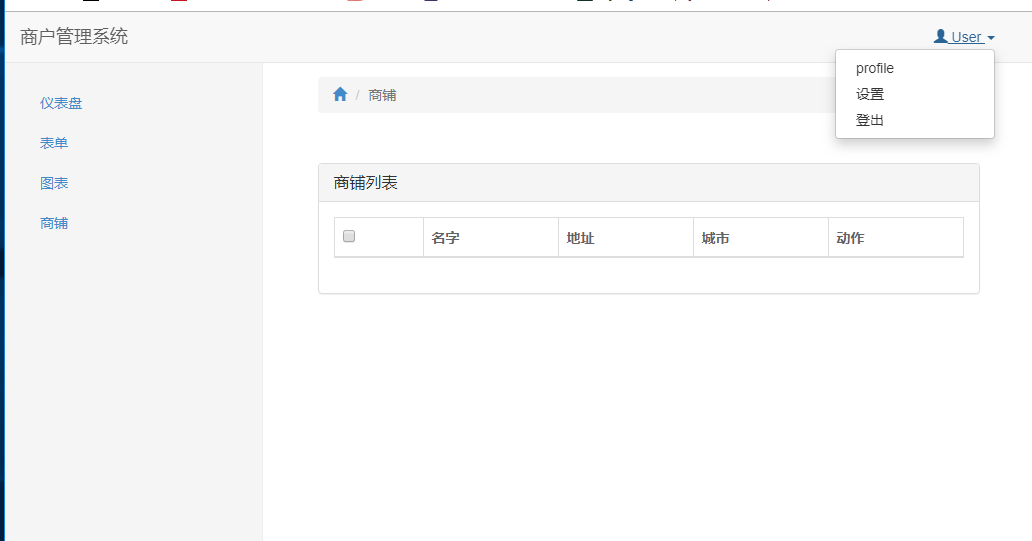 商户管理系统
User
profile
设置
登出
仪表盘
表单
图表
商铺
/ 商铺
商铺列表
名字 地址 城市 动作